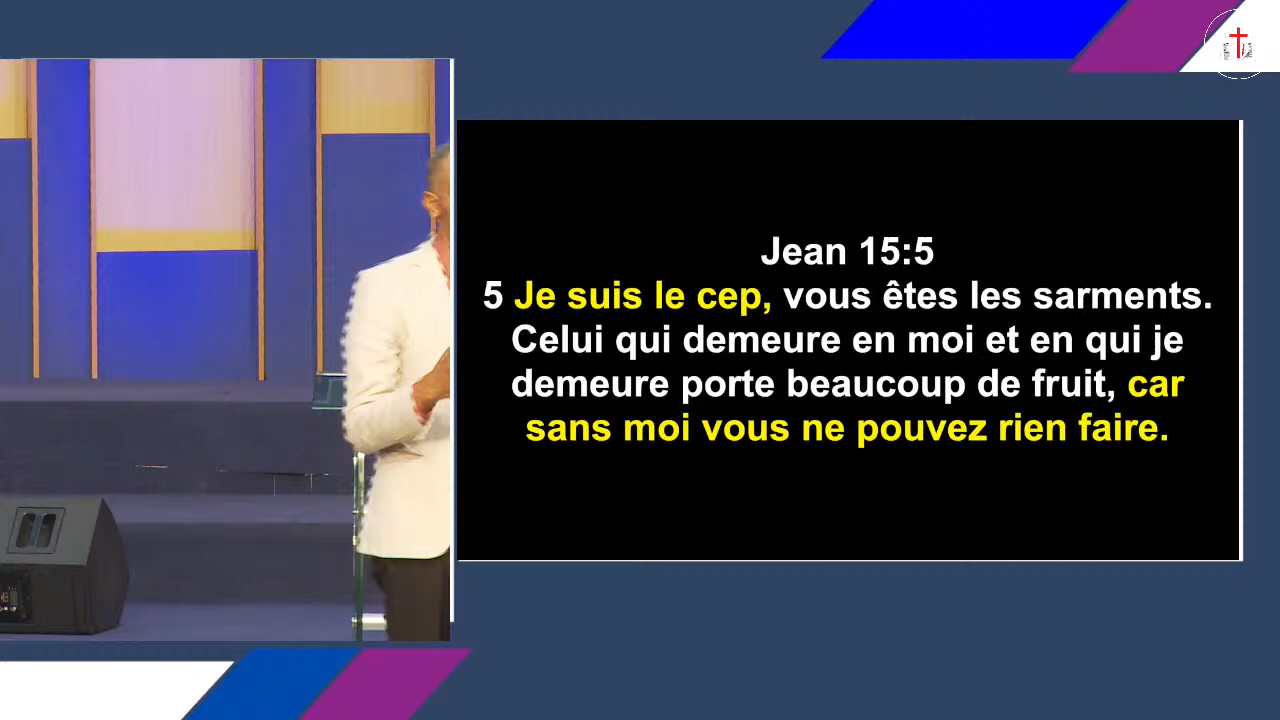 Jean 15:5
5 Je suis le cep, vous êtes les sarments.
Celui qui demeure en moi et en qui je
demeure porte beaucoup de fruit, car
sans moi vous ne pouvez rien faire.